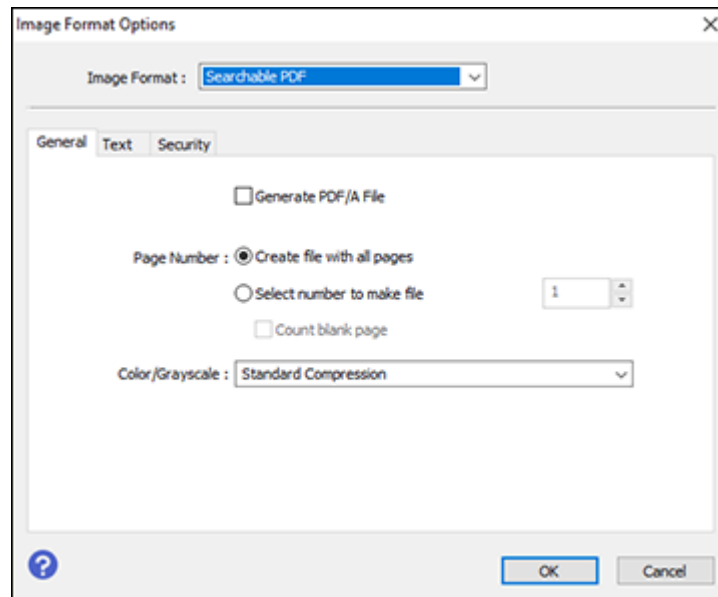 Image Format Options
Image Format : Searchable PDF
General Text Security
Generate PDF/A File
Page Number : Create file with all pages
Select number to make file 1
Count blank page
Color/Grayscale : Standard Compression
?
OK Cancel